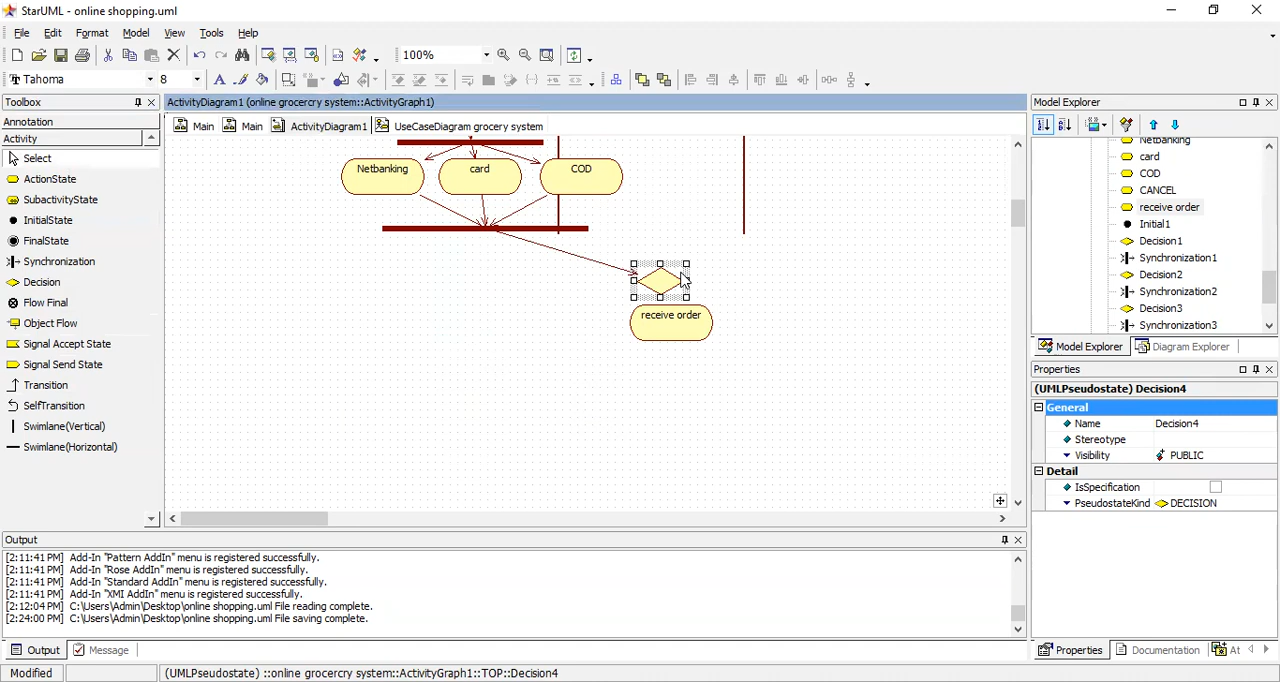 StarUML - online shopping.uml
File Edit Format Model View Tools Help
100%
Tahoma 8
Toolbox
Annotation
Activity
Select
ActionState
SubactivityState
InitialState
FinalState
Synchronization
Decision
Flow Final
Object Flow
Signal Accept State
Signal Send State
Transition
SelfTransition
Swimlane(Vertical)
Swimlane(Horizontal)
ActivityDiagram1 (online grocercry system::ActivityGraph1)
Main Main ActivityDiagram1 UseCaseDiagram grocery system
Netbanking card COD
receive order
Model Explorer
Netbanking
card
COD
CANCEL
receive order
Initial1
Decision1
Synchronization1
Decision2
Synchronization2
Decision3
Synchronization3
Model Explorer Diagram Explorer
Properties
(UMLPseudostate) Decision4
General
Name Decision4
Stereotype
Visibility PUBLIC
Detail
IsSpecification
PseudostateKind DECISION
Properties Documentation At
Output
[2:11:41 PM] Add-In "Pattern AddIn" menu is registered successfully.
[2:11:41 PM] Add-In "Rose AddIn" menu is registered successfully.
[2:11:41 PM] Add-In "Standard AddIn" menu is registered successfully.
[2:11:41 PM] Add-In "XMI AddIn" menu is registered successfully.
[2:12:04 PM] C:\Users\Admin\Desktop\online shopping.uml File reading complete.
[2:24:00 PM] C:\Users\Admin\Desktop\online shopping.uml File saving complete.
Output Message
Modified (UMLPseudostate) ::online grocercry system::ActivityGraph1::TOP::Decision4